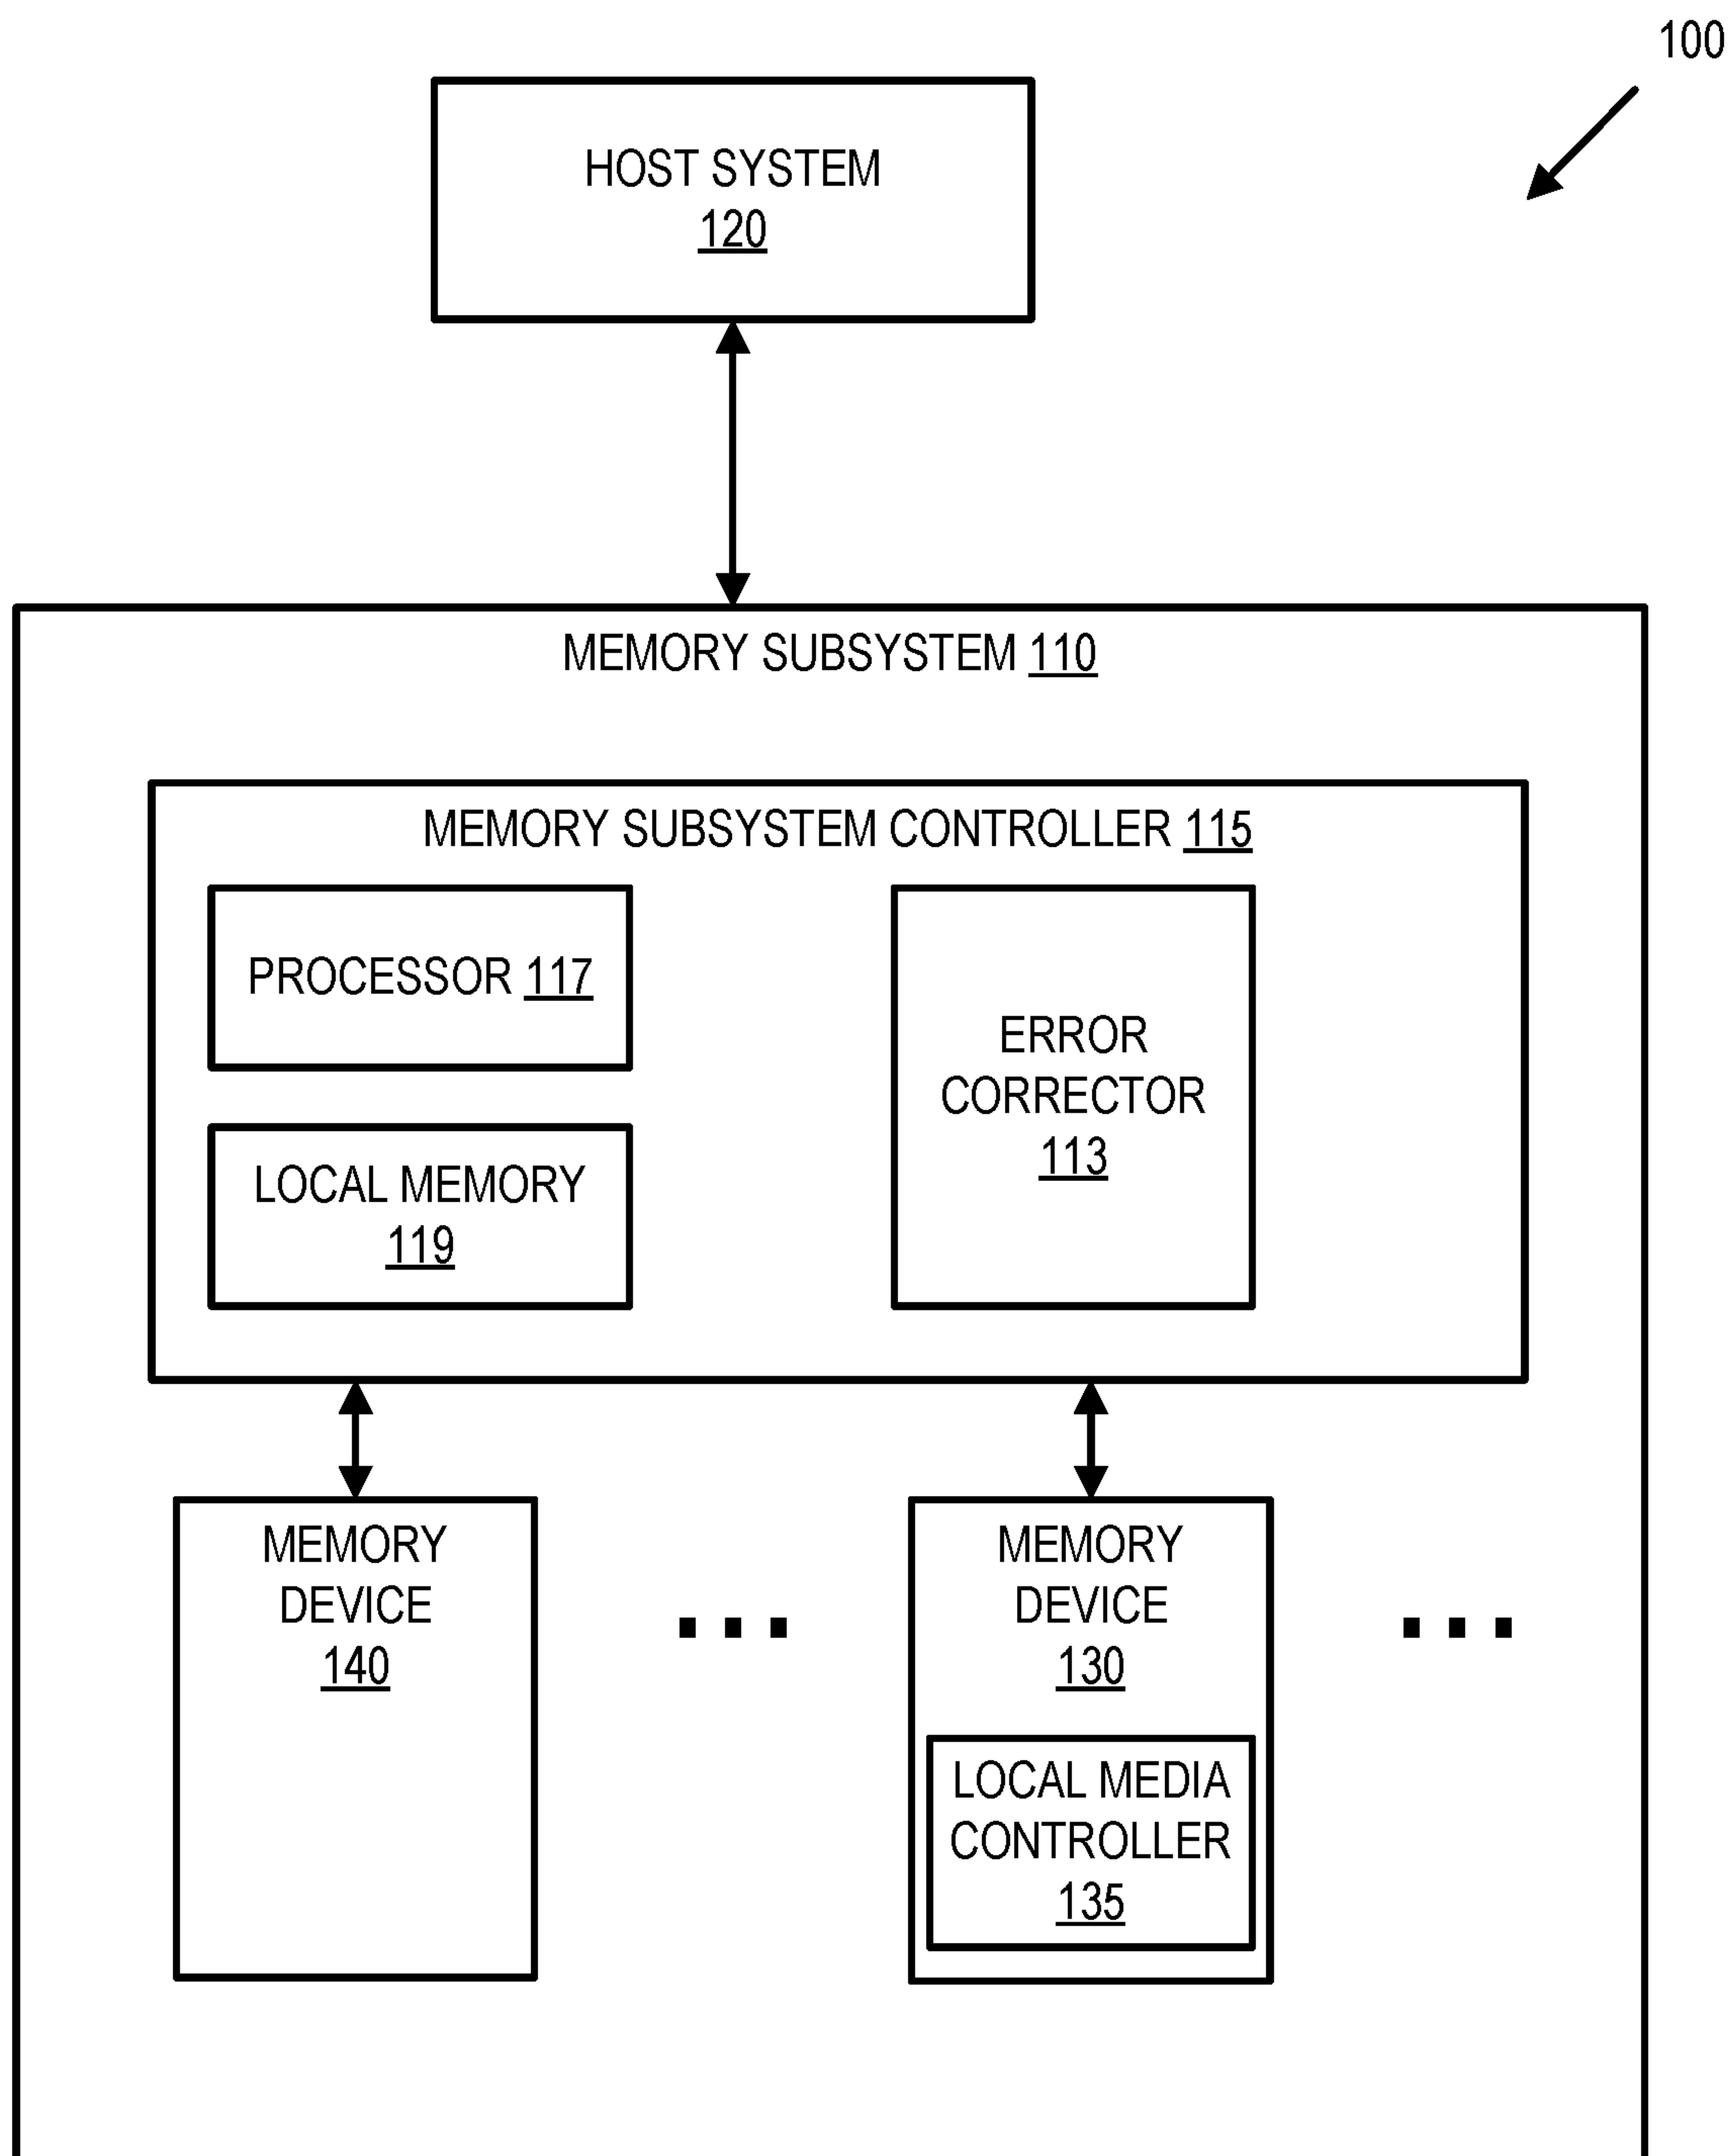 100
HOST SYSTEM
120
MEMORY SUBSYSTEM 110
MEMORY SUBSYSTEM CONTROLLER 115
PROCESSOR 117
LOCAL MEMORY
119
ERROR
CORRECTOR
113
MEMORY
DEVICE
140
MEMORY
DEVICE
130
LOCAL MEDIA
CONTROLLER
135